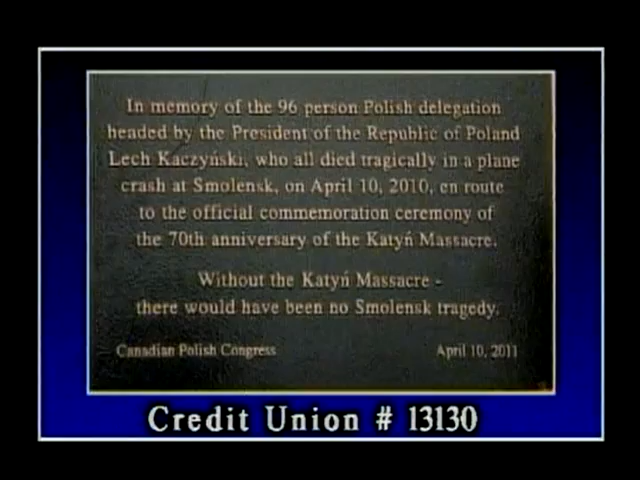 In memory of the 96 person Polish delegation
headed by the President of the Republic of Poland
Lech Kaczyński, who all died tragically in a plane
crash at Smolensk, on April 10, 2010, en route
to the official commemoration ceremony of
the 70th anniversary of the Katyń Massacre.
Without the Katyń Massacre -
there would have been no Smolensk tragedy.
Canadian Polish Congress April 10, 2011
Credit Union # 13130